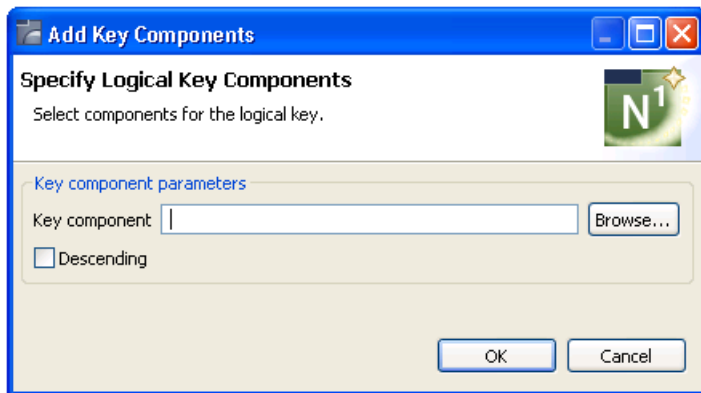 Add Key Components
Specify Logical Key Components
Select components for the logical key.
N1
Key component parameters
Key component Browse...
Descending
OK Cancel